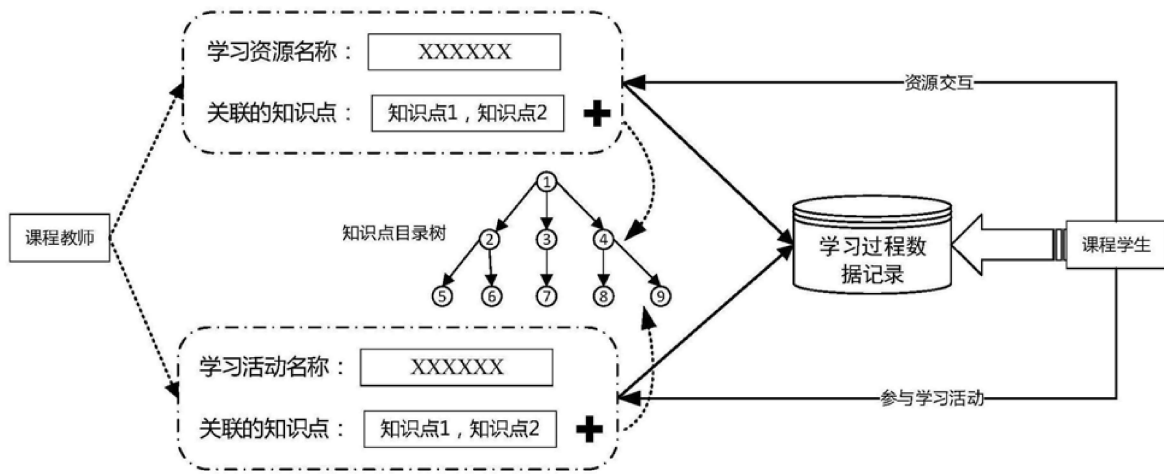 学习资源名称：
XXXXXX
关联的知识点：
知识点1，知识点2
资源交互
课程教师
知识点目录树
1
2
3
4
5
6
7
8
9
学习过程数
据记录
课程学生
学习活动名称：
XXXXXX
关联的知识点：
知识点1，知识点2
参与学习活动